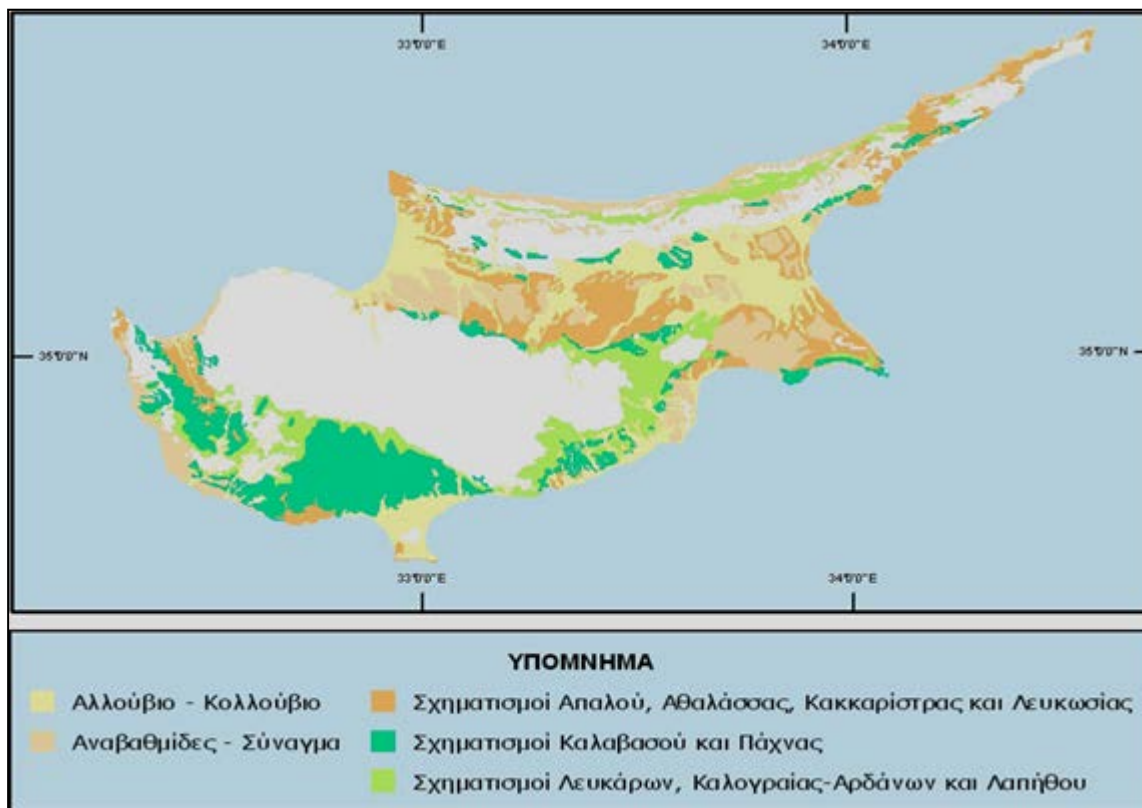 33°0'0"E
34°0'0"E
35°0'0"N
35°0'0"N
33°0'0"E
34°0'0"E
ΥΠΟΜΝΗΜΑ
Αλλούβιο - Κολλούβιο
Αναβαθμίδες - Σύναγμα
Σχηματισμοί Απαλού, Αθαλάσσας, Κακκαρίστρας και Λευκωσίας
Σχηματισμοί Καλαβασού και Πάχνας
Σχηματισμοί Λευκάρων, Καλογραίας-Αρδάνων και Λαπήθου